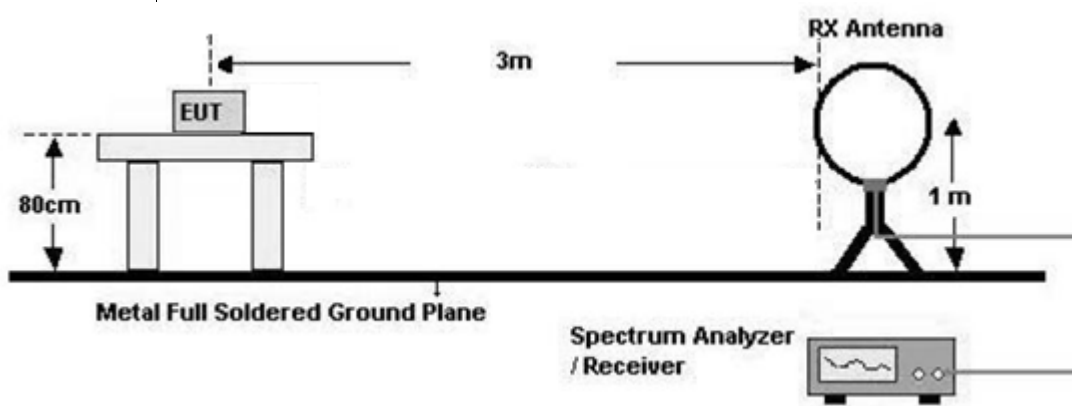 RX Antenna
3m
EUT
80cm
1 m
Metal Full Soldered Ground Plane
Spectrum Analyzer
/ Receiver